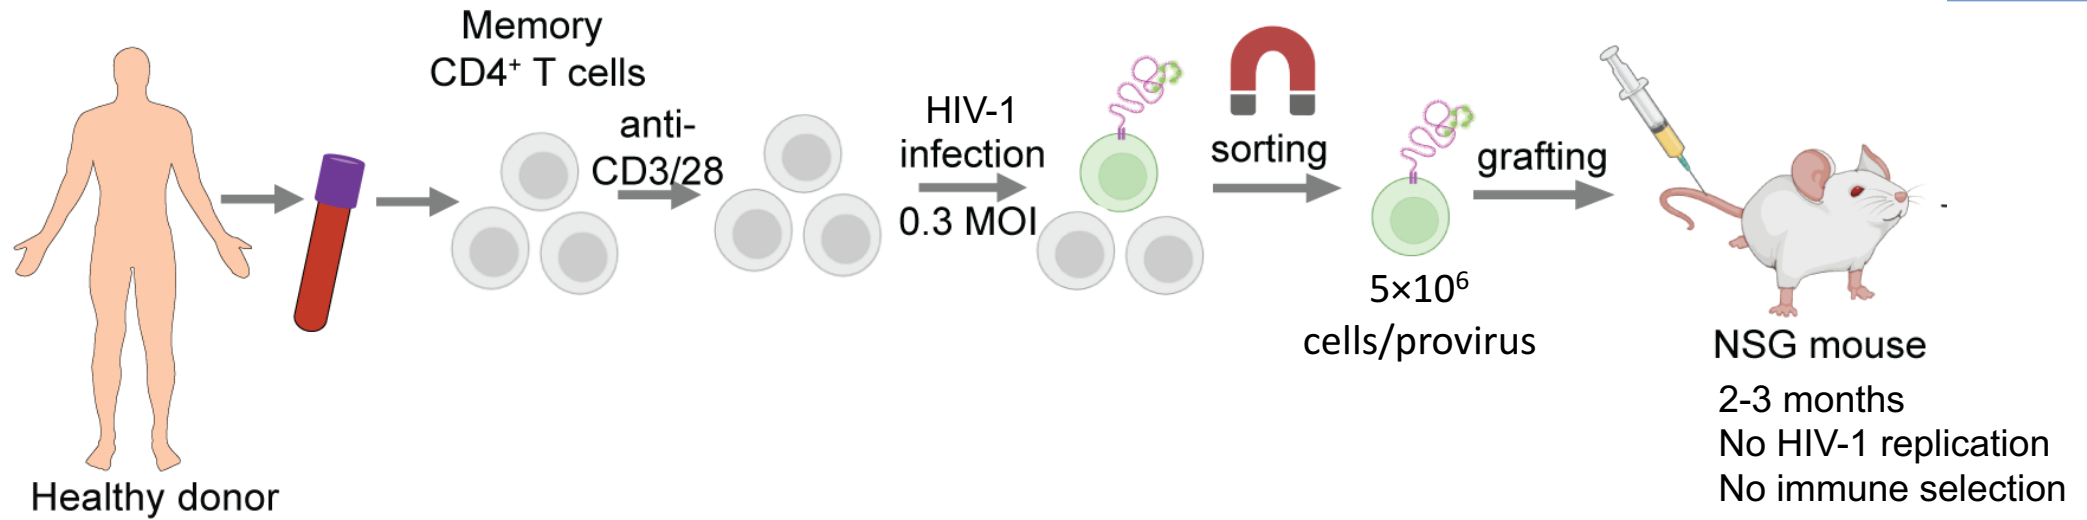 Memory
CD4⁺ T cells
anti-
CD3/28
HIV-1
infection
0.3 MOI
sorting
5×10⁶
cells/provirus
grafting
NSG mouse
2-3 months
No HIV-1 replication
No immune selection
Healthy donor